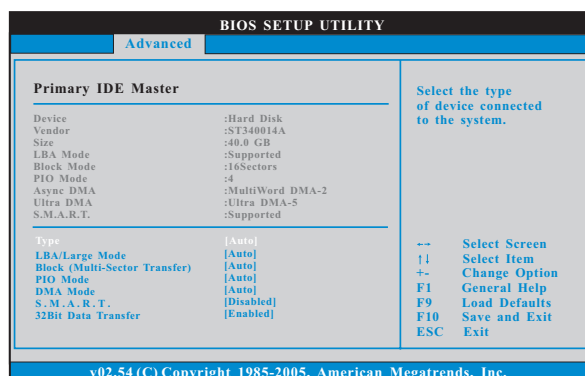 BIOS SETUP UTILITY
Advanced
Primary IDE Master
Device :Hard Disk
Vendor :ST340014A
Size :40.0 GB
LBA Mode :Supported
Block Mode :16Sectors
PIO Mode :4
Async DMA :MultiWord DMA-2
Ultra DMA :Ultra DMA-5
S.M.A.R.T. :Supported
Type [Auto]
LBA/Large Mode [Auto]
Block (Multi-Sector Transfer) [Auto]
PIO Mode [Auto]
DMA Mode [Auto]
S.M.A.R.T. [Disabled]
32Bit Data Transfer [Enabled]
Select the type
of device connected
to the system.
←→ Select Screen
↑↓ Select Item
+- Change Option
F1 General Help
F9 Load Defaults
F10 Save and Exit
ESC Exit
v02.54 (C) Copyright 1985-2005, American Megatrends, Inc.